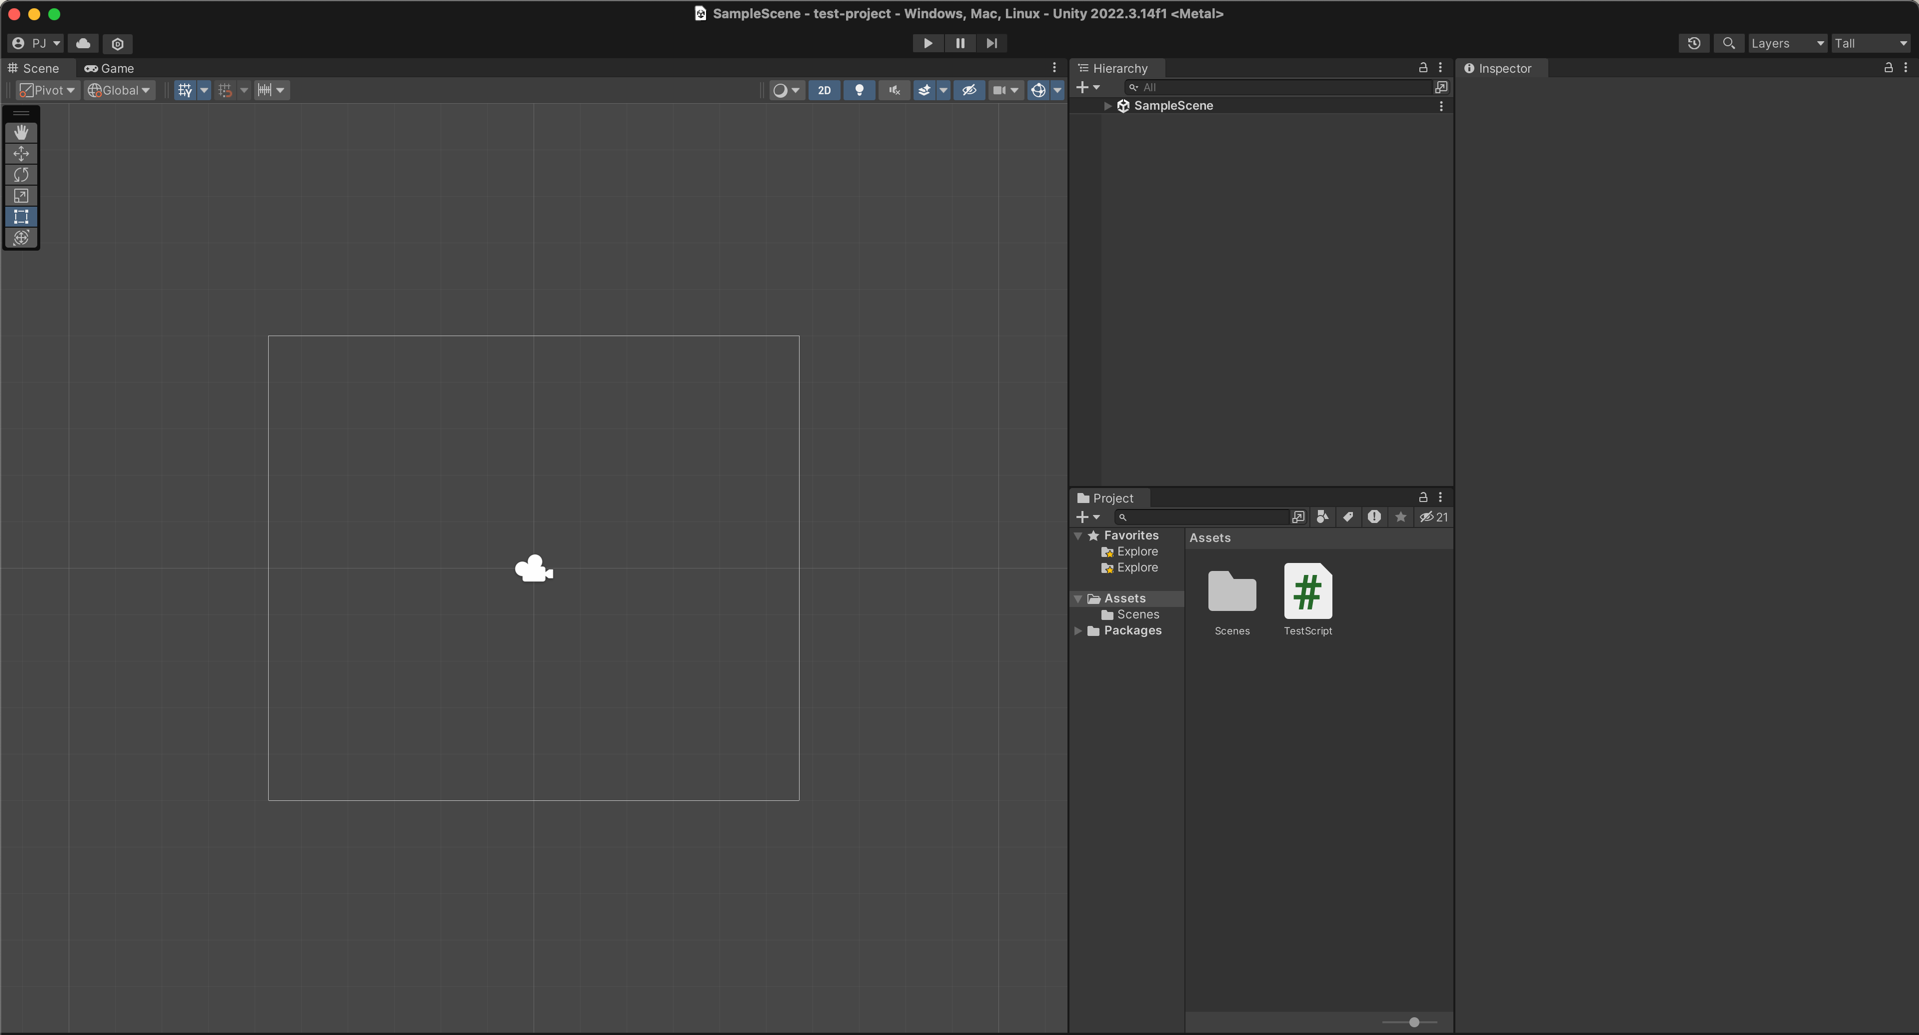 SampleScene - test-project - Windows, Mac, Linux - Unity 2022.3.14f1 <Metal>
PJ
Layers
Tall
Scene
Game
Hierarchy
Inspector
Pivot
Global
2D
All
SampleScene
Project
21
Favorites
Explore
Explore
Assets
Scenes
Packages
Assets
Scenes
TestScript